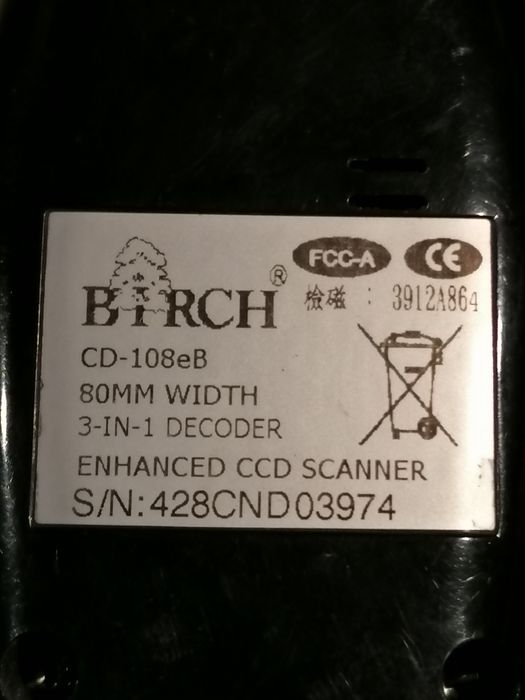 FCC-A CE
BIRCH®
檢磁 : 3912A864
CD-108eB
80MM WIDTH
3-IN-1 DECODER
ENHANCED CCD SCANNER
S/N:428CND03974